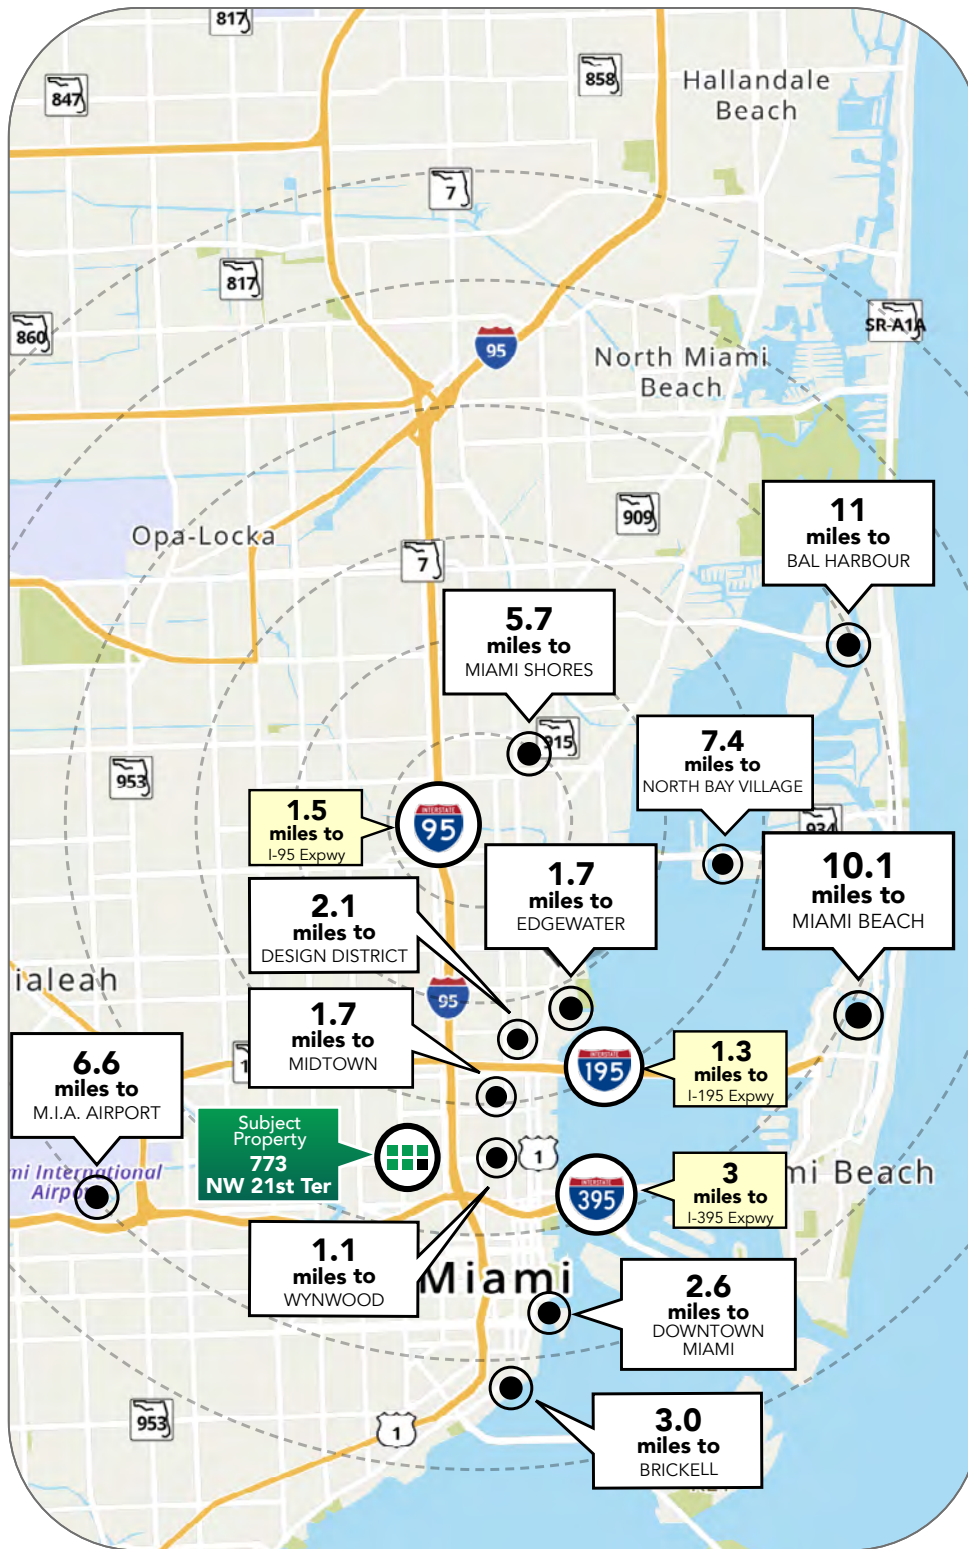 817
847
858
Hallandale
Beach
7
817
860
SR-A1A
95
North Miami
Beach
11
miles to
BAL HARBOUR
909
Opa-Locka
7
5.7
miles to
MIAMI SHORES
915
7.4
miles to
NORTH BAY VILLAGE
953
1.5
miles to
I-95 Expwy
INTERSTATE
95
934
10.1
miles to
MIAMI BEACH
1.7
miles to
EDGEWATER
2.1
miles to
DESIGN DISTRICT
ialeah
95
1.7
miles to
MIDTOWN
6.6
miles to
M.I.A. AIRPORT
1
INTERSTATE
195
1.3
miles to
I-195 Expwy
Subject
Property
773
NW 21st Ter
1
mi International
Airpo
INTERSTATE
395
3
miles to
I-395 Expwy
mi Beach
1.1
miles to
WYNWOOD
Miami
2.6
miles to
DOWNTOWN
MIAMI
953
1
3.0
miles to
BRICKELL